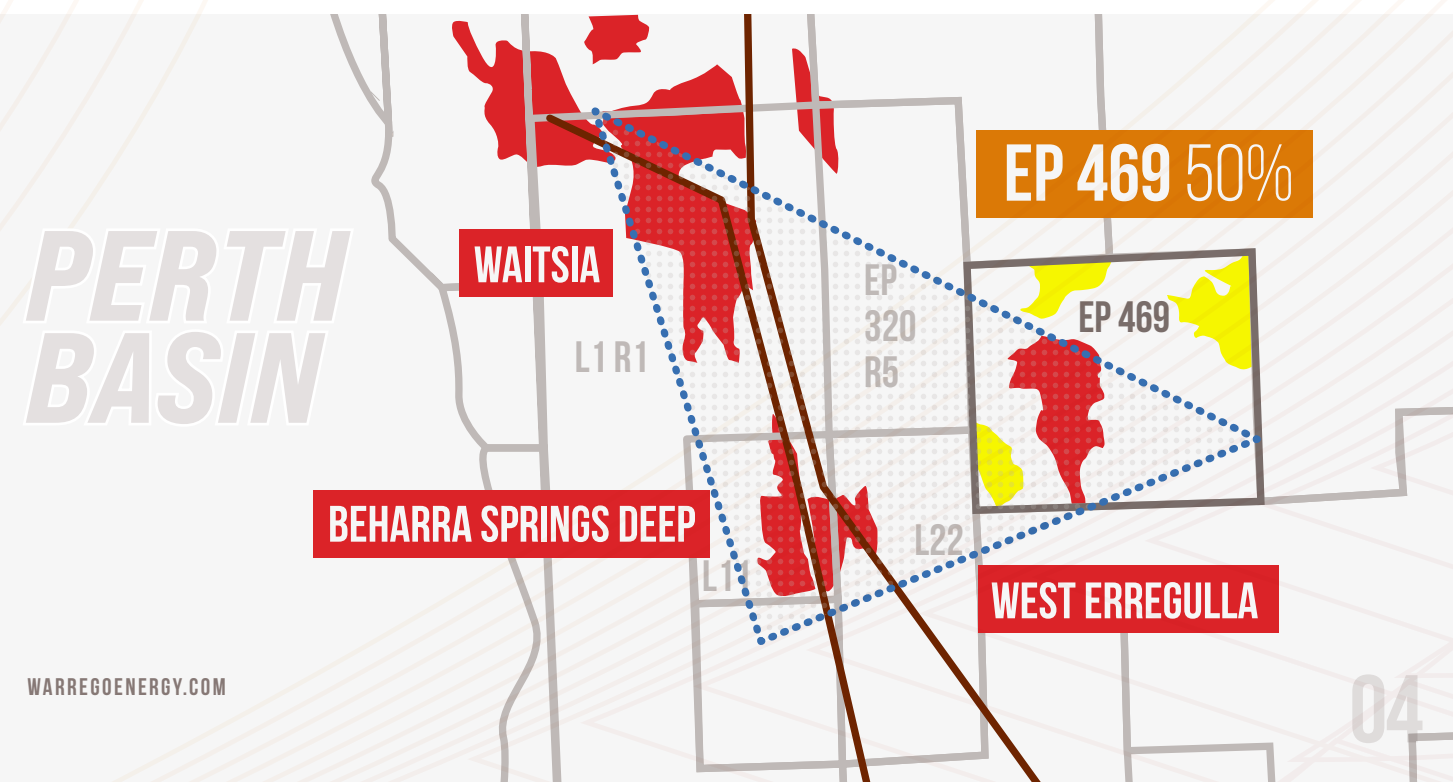 EP 469 50%
PERTH
BASIN
WAITSIA
EP
320
R5
EP 469
L1 R1
BEHARRA SPRINGS DEEP
L22
L11
WEST ERREGULLA
WARREGOENERGY.COM
04